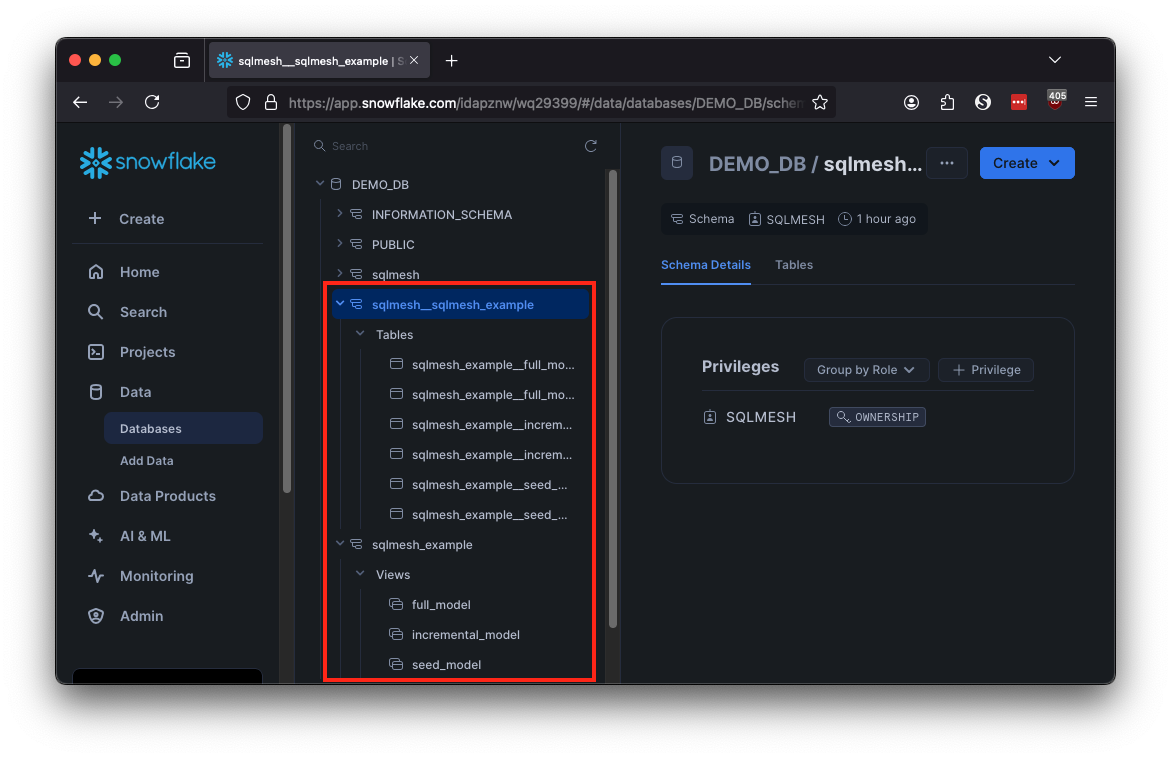 sqlmesh__sqlmesh_example | S
https://app.snowflake.com/idapznw/wq29399/#/data/databases/DEMO_DB/schem
405
snowflake
Create
Home
Search
Projects
Data
Databases
Add Data
Data Products
AI & ML
Monitoring
Admin
Search
DEMO_DB
INFORMATION_SCHEMA
PUBLIC
sqlmesh
sqlmesh__sqlmesh_example
Tables
sqlmesh_example__full_mo...
sqlmesh_example__full_mo...
sqlmesh_example__increm...
sqlmesh_example__increm...
sqlmesh_example__seed_...
sqlmesh_example__seed_...
sqlmesh_example
Views
full_model
incremental_model
seed_model
DEMO_DB / sqlmesh...
...
Create
Schema SQLMESH 1 hour ago
Schema Details Tables
Privileges Group by Role + Privilege
SQLMESH OWNERSHIP